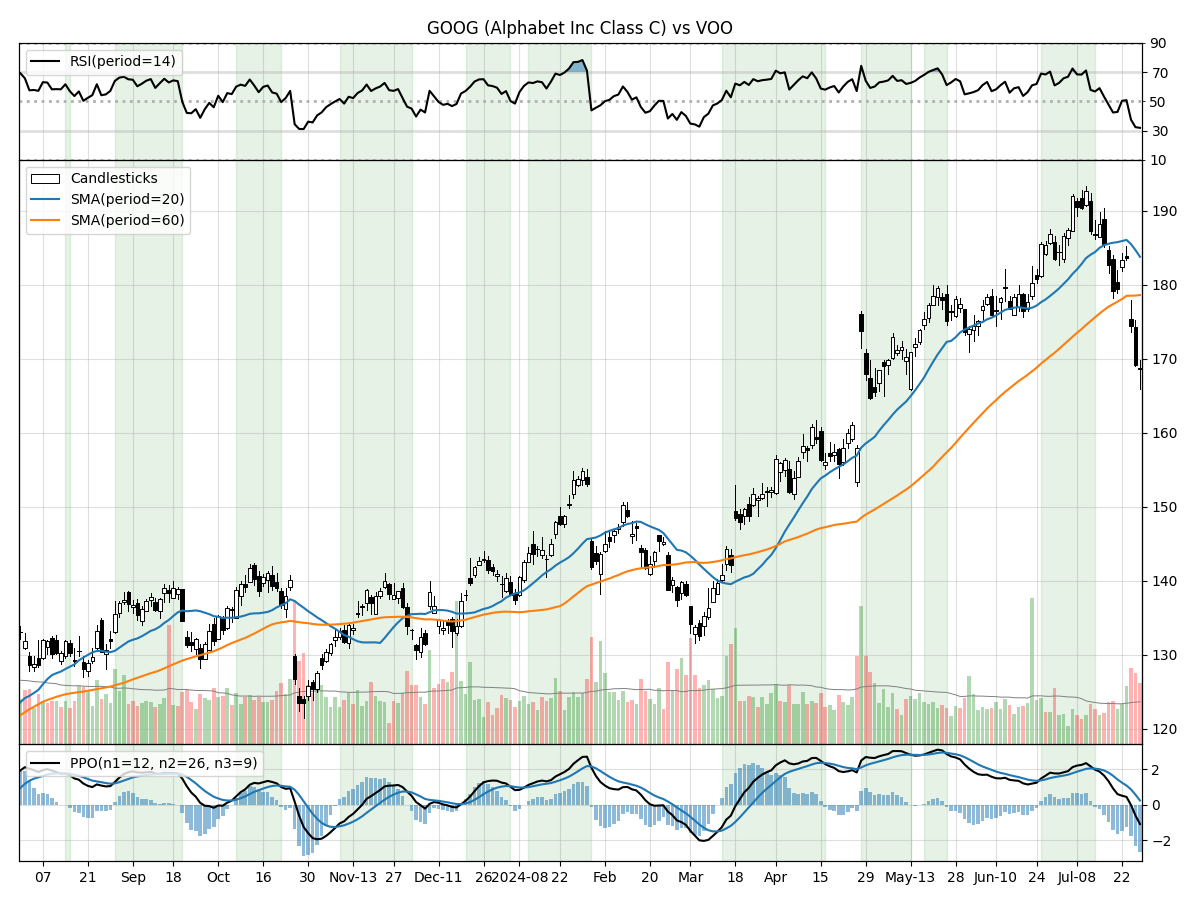 GOOG (Alphabet Inc Class C) vs VOO
RSI(period=14)
90
70
50
30
10
Candlesticks
SMA(period=20)
SMA(period=60)
190
180
170
160
150
140
130
120
PPO(n1=12, n2=26, n3=9)
2
0
−2
07 21 Sep 18 Oct 16 30 Nov-13 27 Dec-11 26 2024-08 22 Feb 20 Mar 18 Apr 15 29 May-13 28 Jun-10 24 Jul-08 22